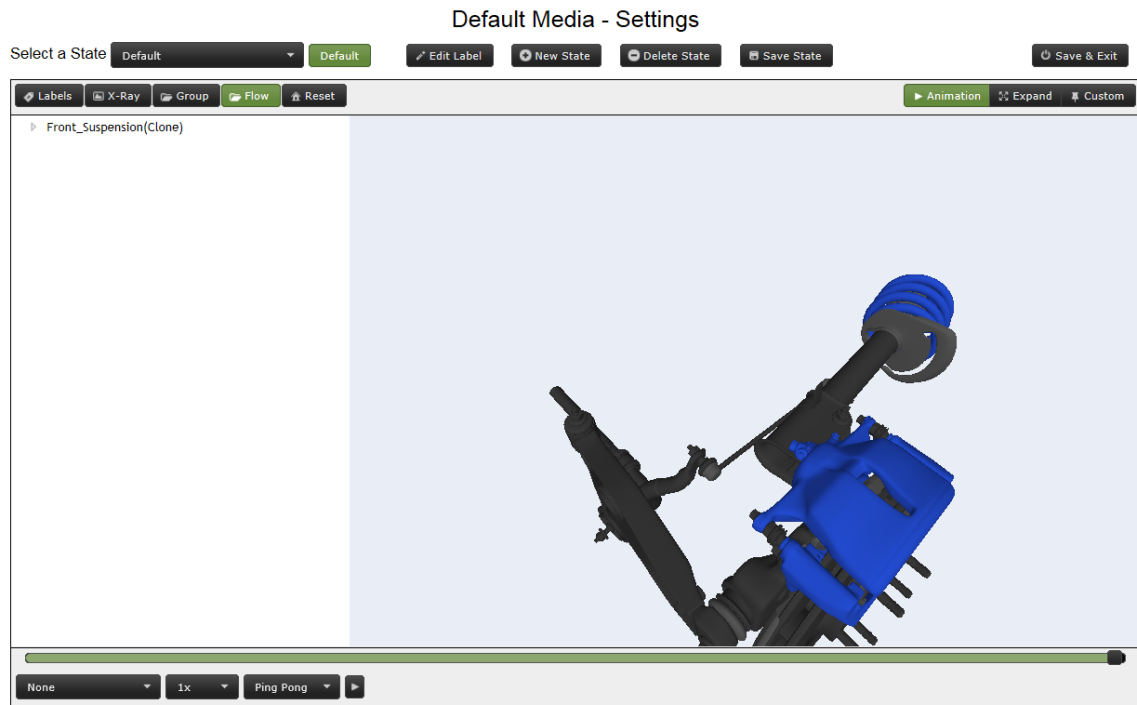 Default Media - Settings
Select a State Default Default Edit Label New State Delete State Save State Save & Exit
Labels X-Ray Group Flow Reset Animation Expand Custom
Front_Suspension(Clone)
None 1x Ping Pong